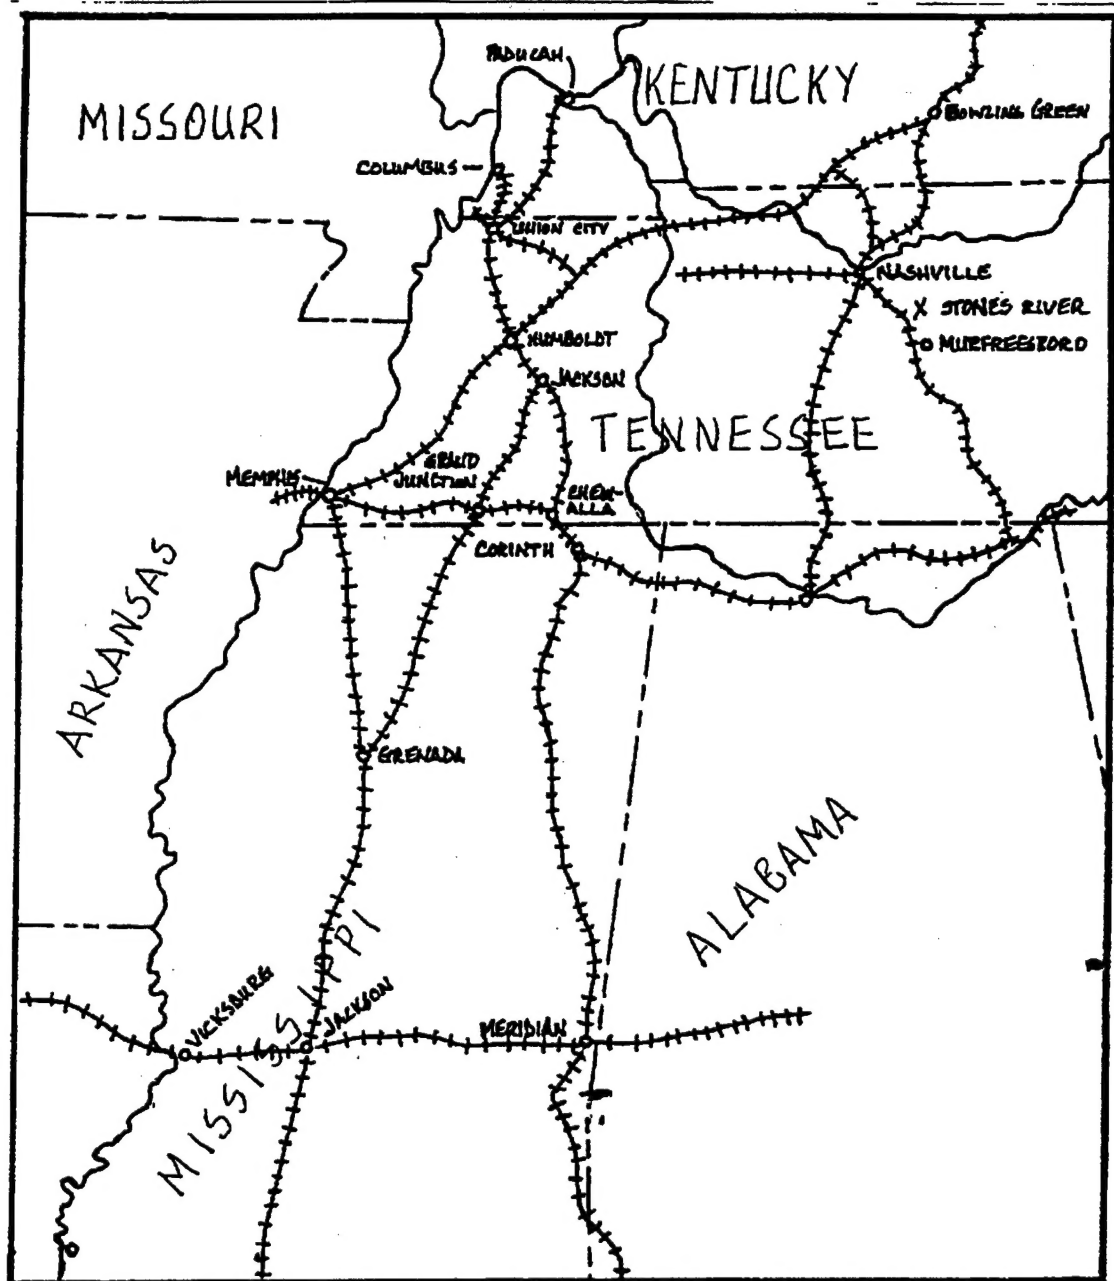 PADUCAH
KENTUCKY
MISSOURI
BOWLING GREEN
COLUMBUS
UNION CITY
NASHVILLE
X STONES RIVER
HUMBOLDT
MURFREESBORO
JACKSON
TENNESSEE
GRAND
JUNCTION
MEMPHIS
CHEW-
ALLA
CORINTH
ARKANSAS
GRENADA
ALABAMA
MISSISSIPPI
VICKSBURG
JACKSON
MERIDIAN